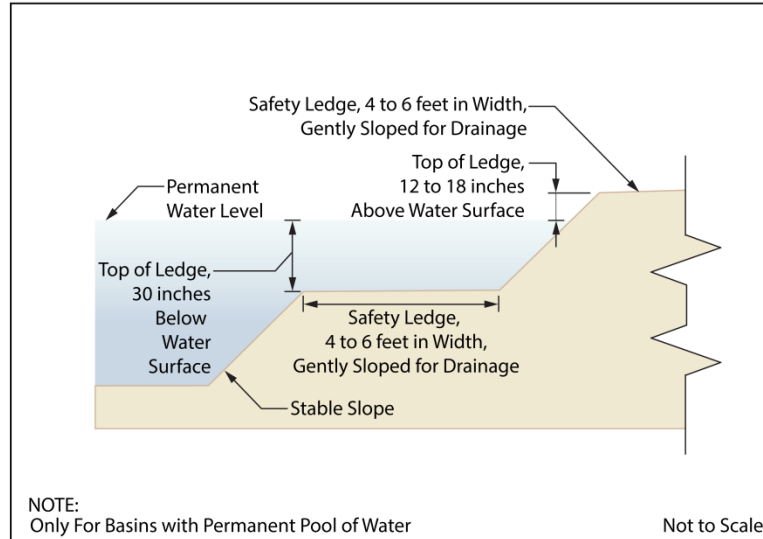 Safety Ledge, 4 to 6 feet in Width,
Gently Sloped for Drainage
Top of Ledge,
12 to 18 inches
Above Water Surface
Permanent
Water Level
Top of Ledge,
30 inches
Below
Water
Surface
Safety Ledge,
4 to 6 feet in Width,
Gently Sloped for Drainage
Stable Slope
NOTE:
Only For Basins with Permanent Pool of Water
Not to Scale